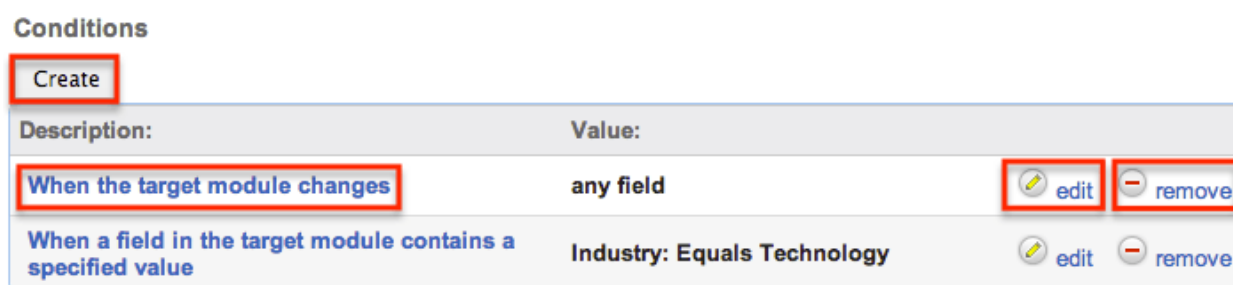 Conditions
Create
Description: Value:
When the target module changes any field edit remove
When a field in the target module contains a
specified value Industry: Equals Technology edit remove